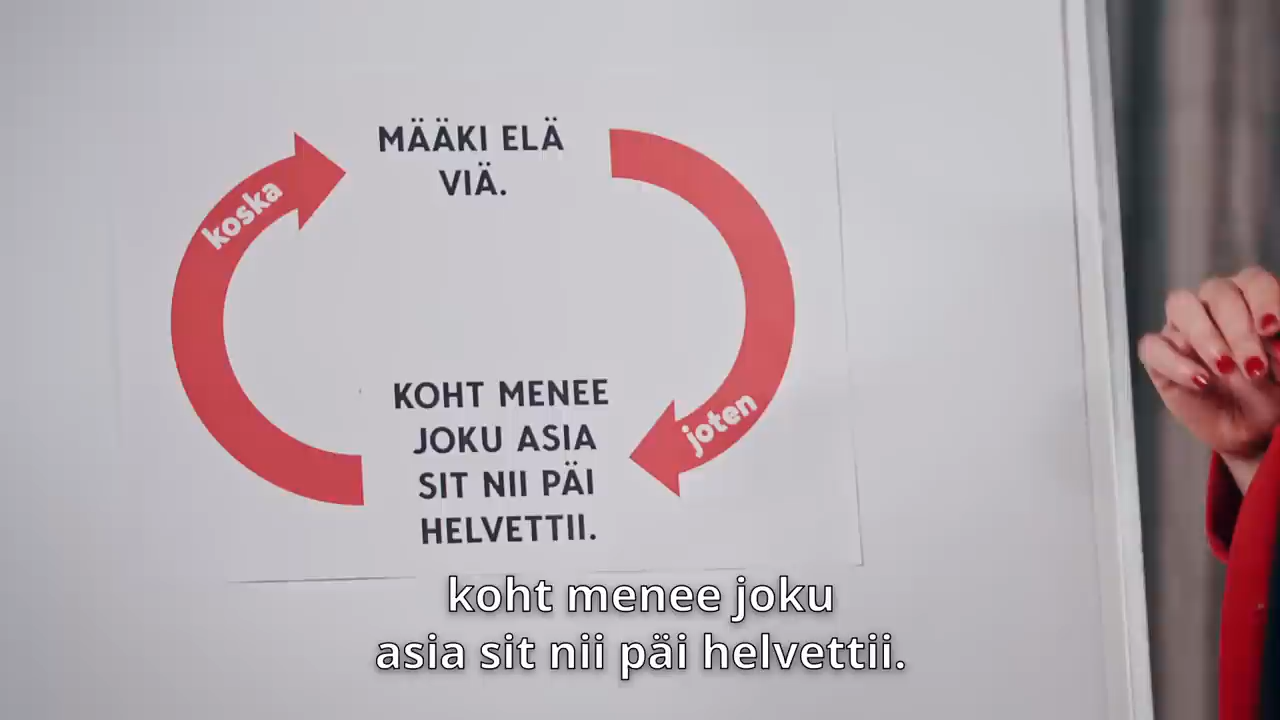 MÄÄKI ELÄ
VIÄ.
koska
joten
KOHT MENEE
JOKU ASIA
SIT NII PÄI
HELVETTII.
koht menee joku
asia sit nii päi helvettii.